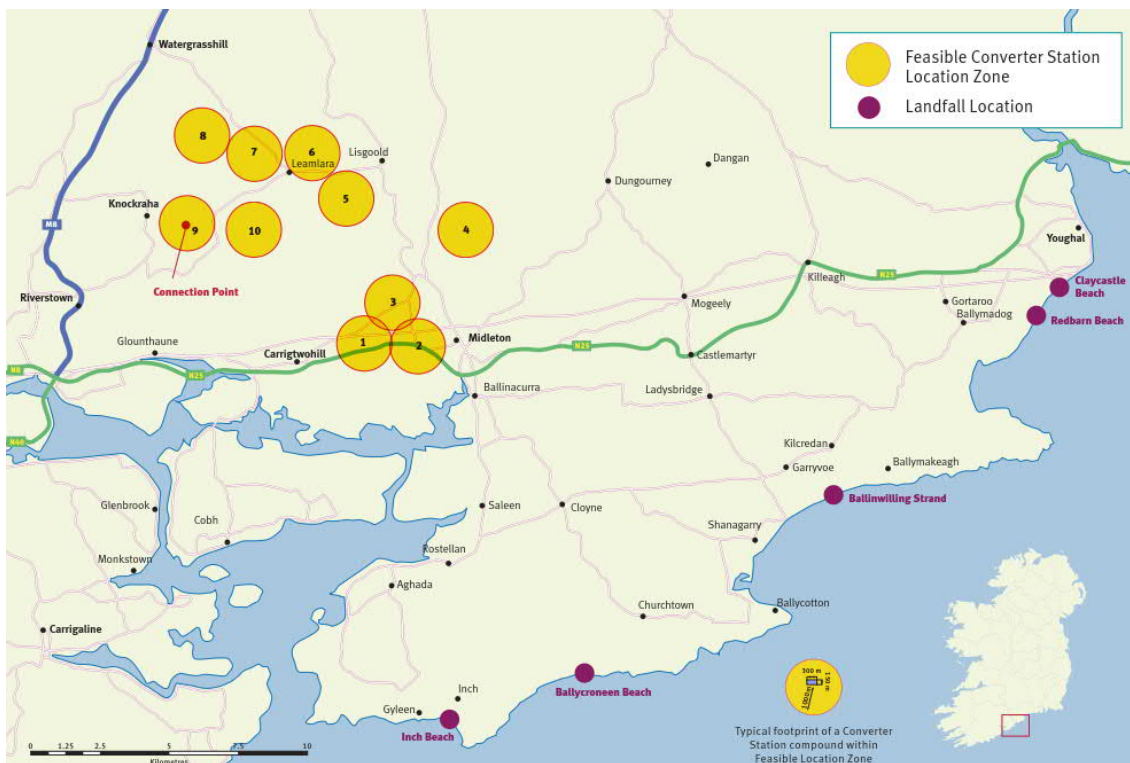 Watergrasshill
Feasible Converter Station
Location Zone
Landfall Location
8
7
6
Lisgoold
Leamlara
Dangan
Dungourney
5
Knockraha
M8
9
10
4
Youghal
Connection Point
Killeagh
N25
Claycastle
Beach
Riverstown
3
Mogeely
Gortaroo
Ballymadog
Redbarn Beach
Glounthaune
Carrigtwohill
1
2
Midleton
N25
Castlemartyr
N8
N25
Ballinacurra
Ladysbridge
N40
Kilcredan
Garryvoe
Ballymakeagh
Ballinwilling Strand
Glenbrook
Cobh
Saleen
Cloyne
Shanagarry
Monkstown
Rostellan
Aghada
Churchtown
Ballycotton
Carrigaline
Ballycroneen Beach
300 m
150 m
1000m
Inch
Gyleen
Inch Beach
Typical footprint of a Converter
Station compound within
Feasible Location Zone
0 1.25 2.5 5 7.5 10
Kilometres